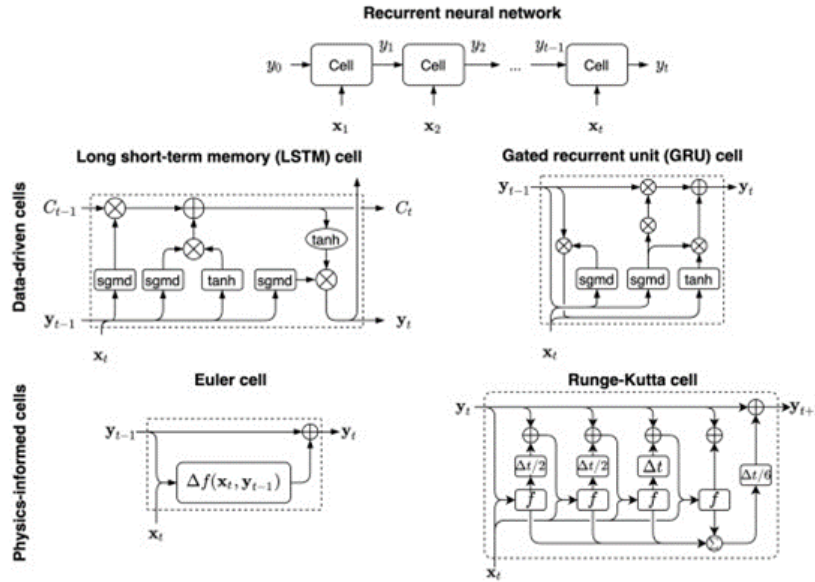 Recurrent neural network
y₀ Cell y₁ Cell y₂ ... yₜ₋₁ Cell yₜ
x₁ x₂ xₜ
Long short-term memory (LSTM) cell
Gated recurrent unit (GRU) cell
Data-driven cells
Cₜ₋₁ Cₜ
tanh
sgmd sgmd tanh sgmd
yₜ₋₁ yₜ
xₜ
yₜ₋₁ yₜ
sgmd sgmd tanh
xₜ
Euler cell
Runge-Kutta cell
Physics-informed cells
yₜ₋₁ yₜ
Δf(xₜ, yₜ₋₁)
xₜ
yₜ yₜ₊
Δt/2 Δt/2 Δt Δt/6
f f f f
Σ
xₜ